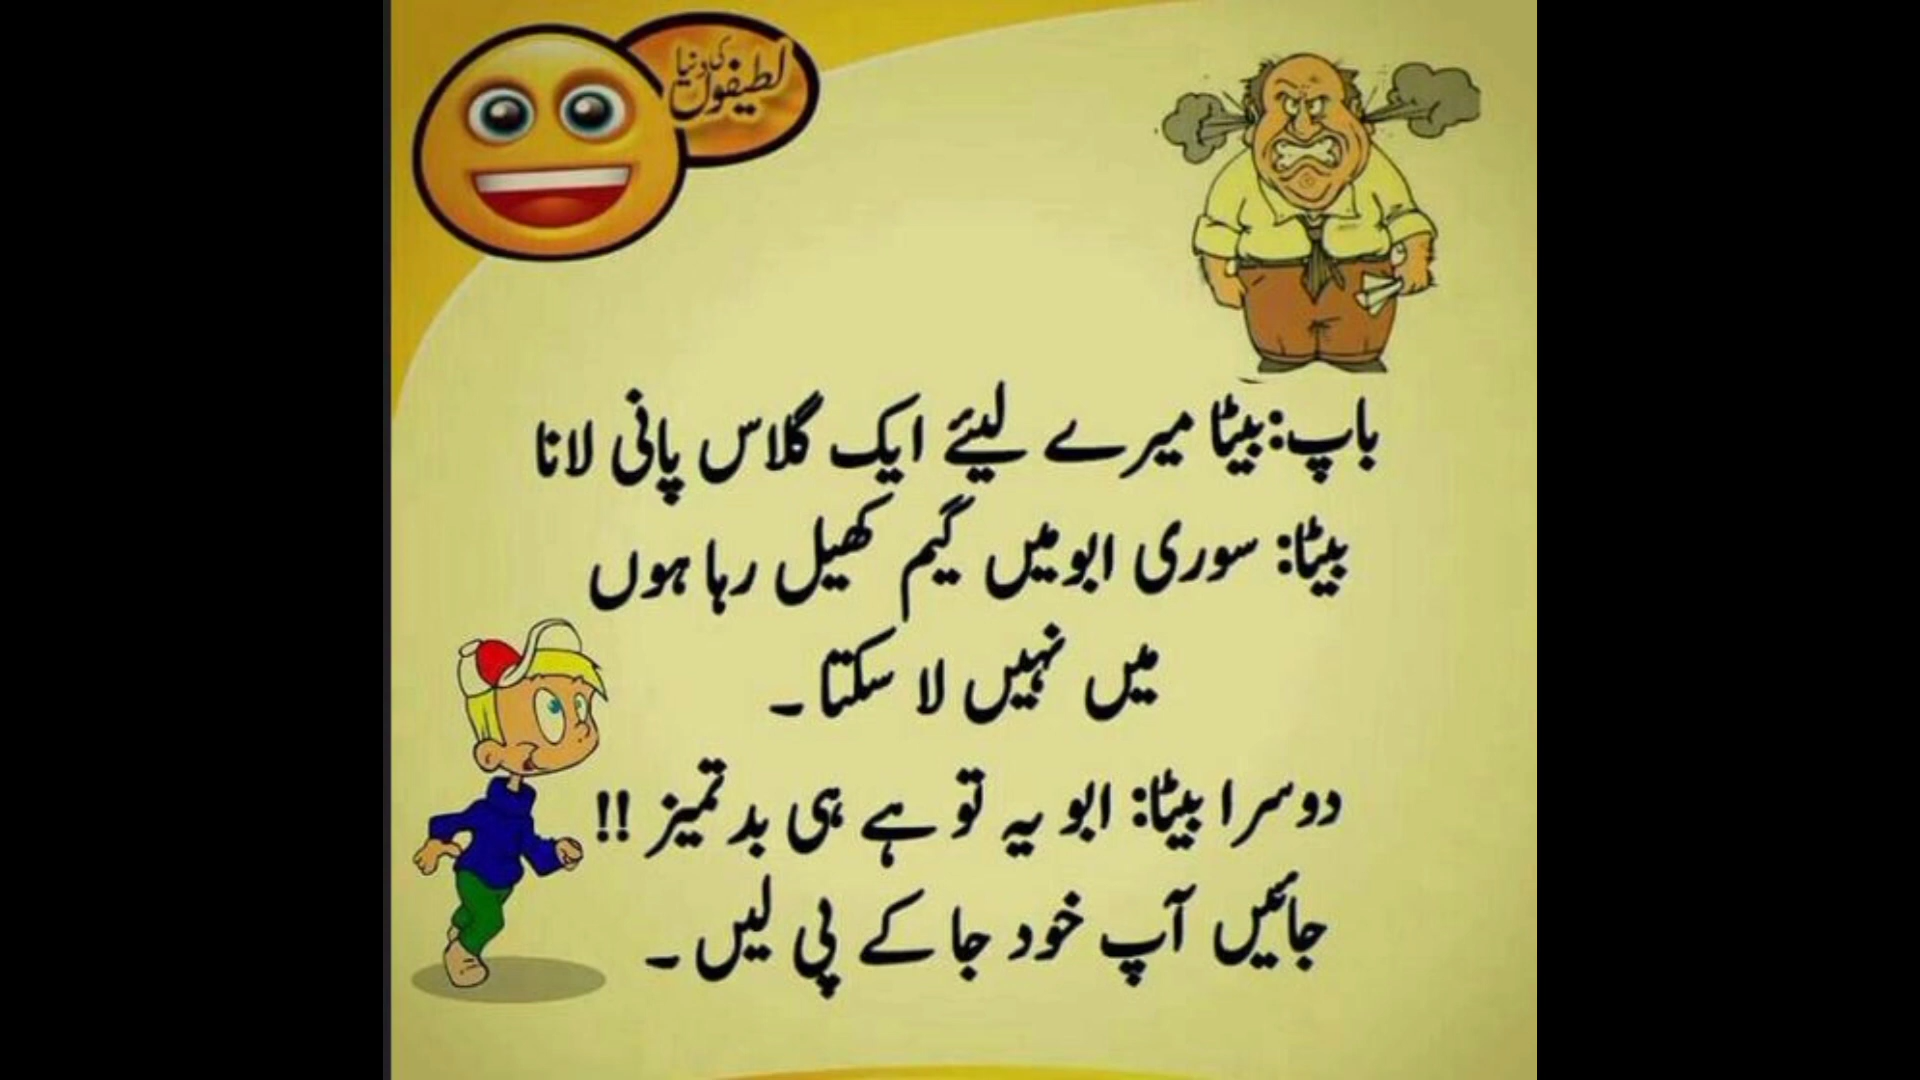 لطیفوں کی دنیا
باپ:بیٹا میرے لیئے ایک گلاس پانی لانا
بیٹا: سوری ابو میں گیم کھیل رہا ہوں
میں نہیں لا سکتا۔
دوسرا بیٹا: ابو یہ تو ہے ہی بدتمیز !!
جائیں آپ خود جا کے پی لیں۔